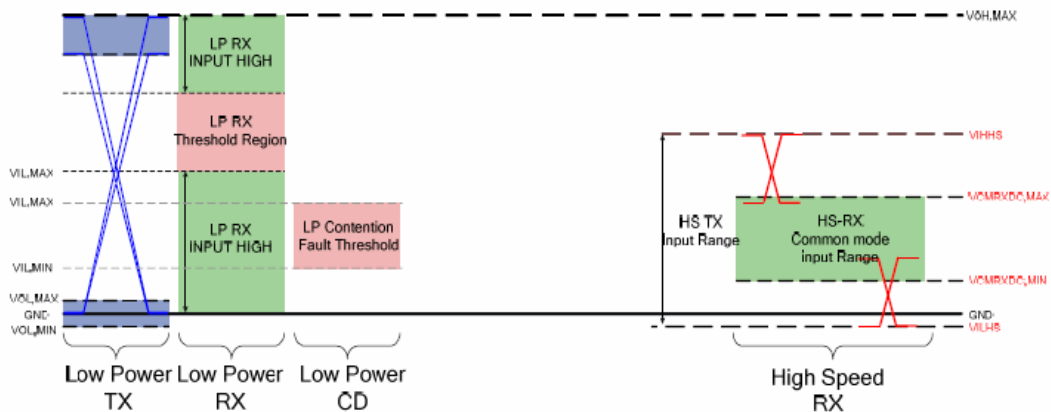 VOH,MAX
LP RX
INPUT HIGH
LP RX
Threshold Region
VIHHS
VIL,MAX
VIL,MAX
VCMRXDC,MAX
LP RX
INPUT HIGH
LP Contention
Fault Threshold
HS TX
Input Range
HS-RX
Common mode
input Range
VIL,MIN
VCMRXDC,MIN
VOL,MAX
GND
GND
VOL,MIN
VILHS
Low Power
TX
Low Power
RX
Low Power
CD
High Speed
RX